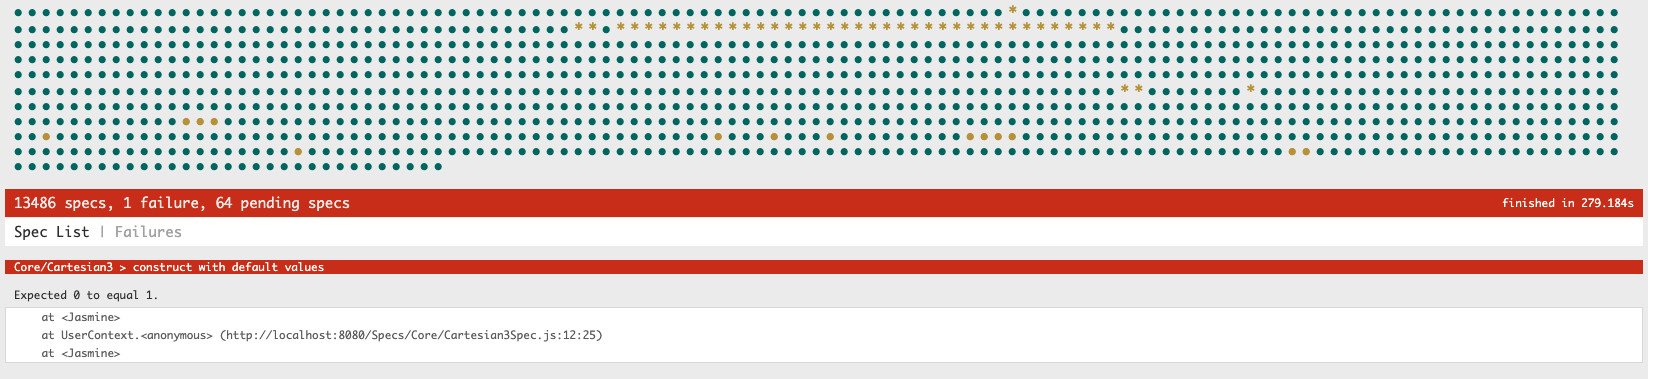 13486 specs, 1 failure, 64 pending specs
finished in 279.184s
Spec List | Failures
Core/Cartesian3 > construct with default values
Expected 0 to equal 1.
at <Jasmine>
at UserContext.<anonymous> (http://localhost:8080/Specs/Core/Cartesian3Spec.js:12:25)
at <Jasmine>